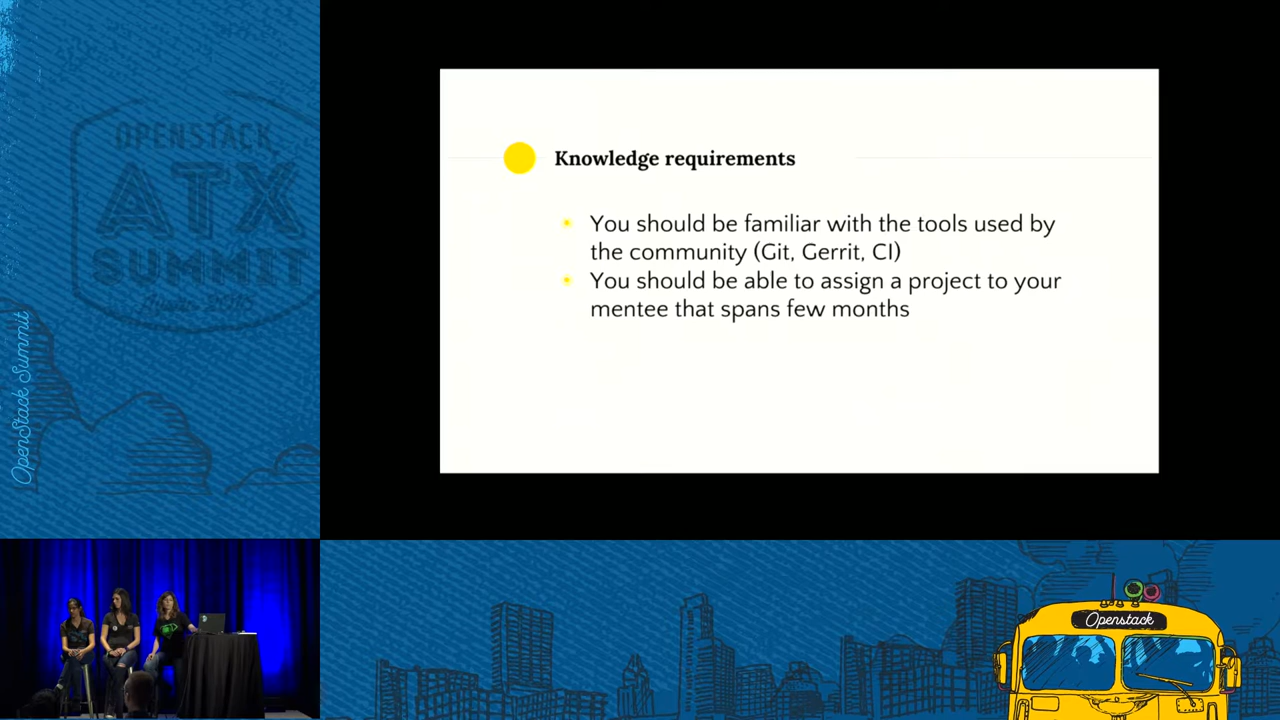 OPENSTACK
ATX
SUMMIT
OpenStack Summit
Knowledge requirements
You should be familiar with the tools used by
the community (Git, Gerrit, CI)
You should be able to assign a project to your
mentee that spans few months
Openstack